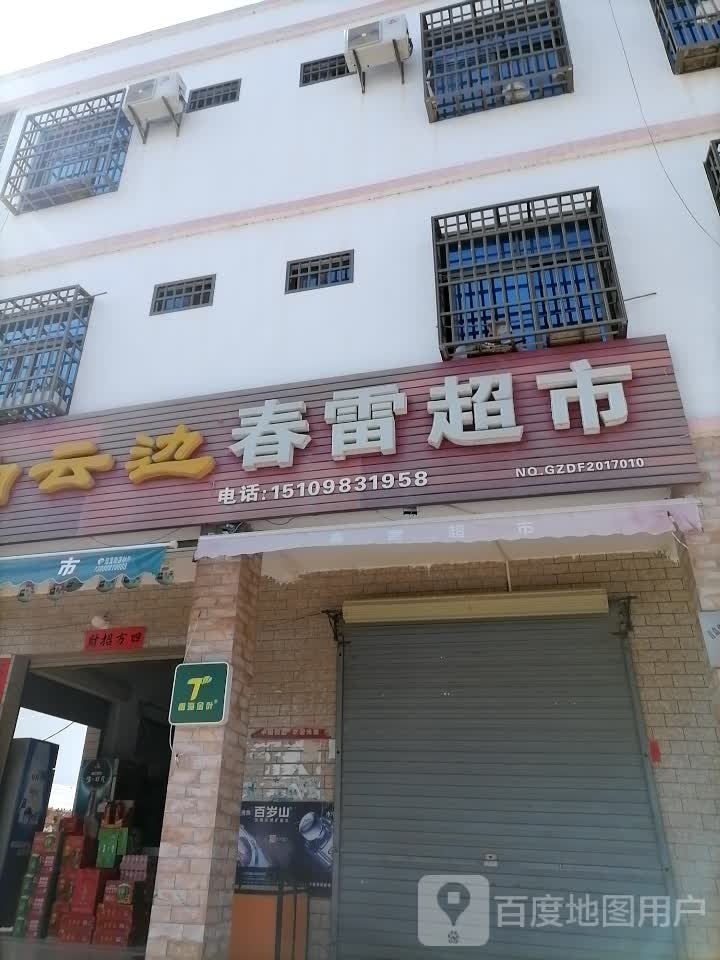 云边
春雷超市
电话:15109831958
NO.GZDF2017010
春雷超市
市
四方招财
T
百岁山
百度地图用户